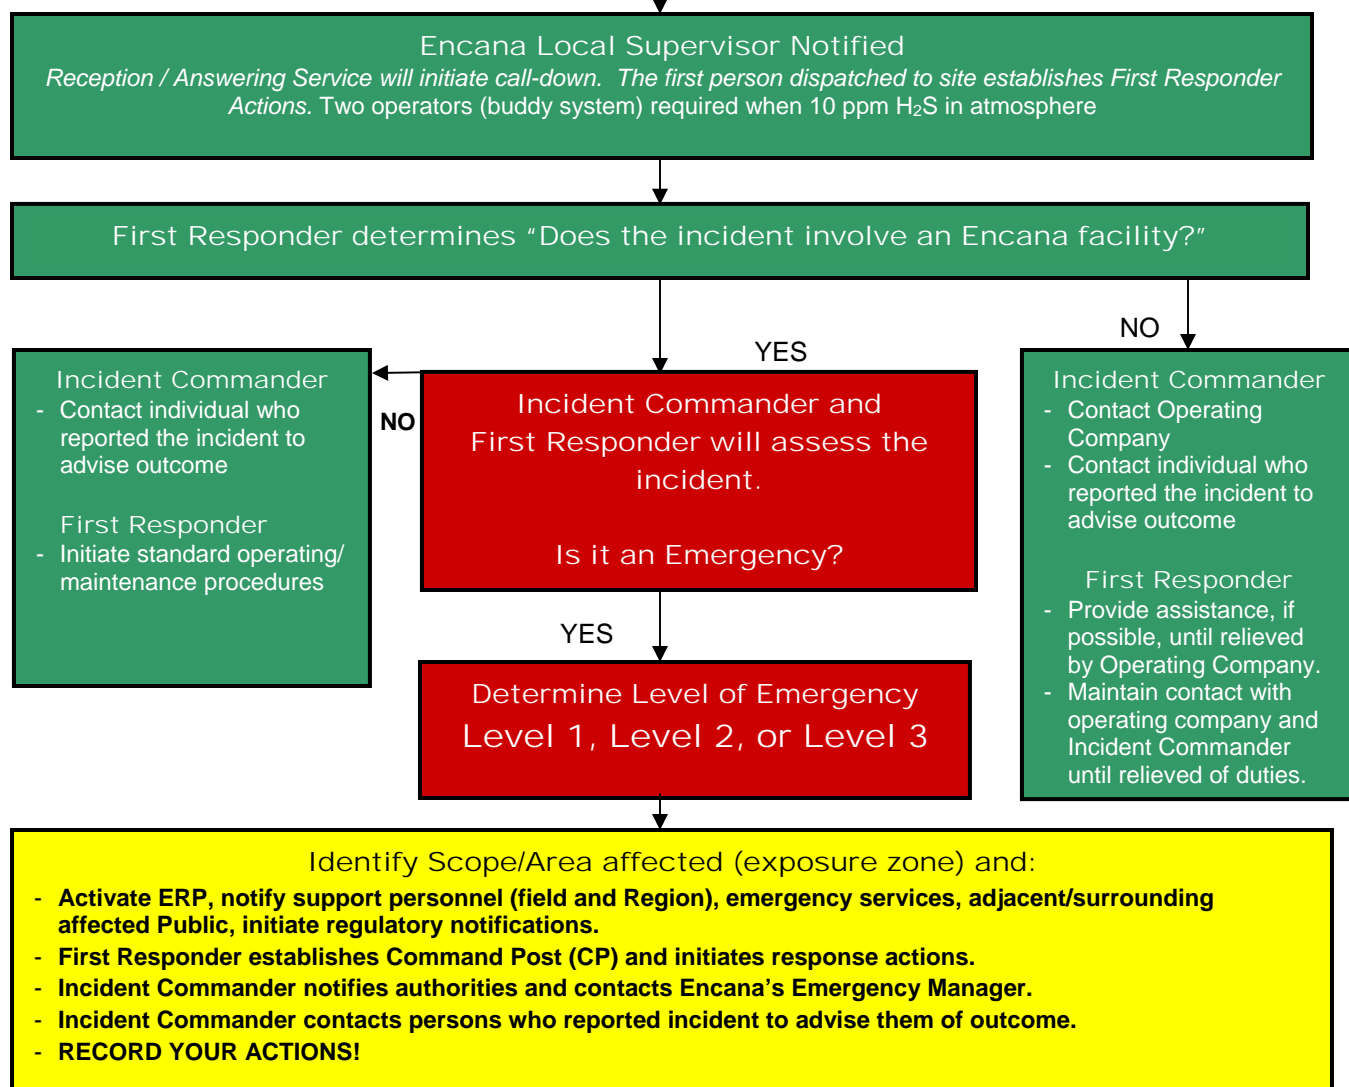 Encana Local Supervisor Notified
Reception / Answering Service will initiate call-down.  The first person dispatched to site establishes First Responder
Actions. Two operators (buddy system) required when 10 ppm H₂S in atmosphere
First Responder determines “Does the incident involve an Encana facility?”
YES
NO
Incident Commander
- Contact individual who
reported the incident to
advise outcome
First Responder
- Initiate standard operating/
maintenance procedures
NO
Incident Commander and
First Responder will assess the
incident.
Is it an Emergency?
Incident Commander
- Contact Operating
Company
- Contact individual who
reported the incident to
advise outcome
First Responder
- Provide assistance, if
possible, until relieved
by Operating Company.
- Maintain contact with
operating company and
Incident Commander
until relieved of duties.
YES
Determine Level of Emergency
Level 1, Level 2, or Level 3
Identify Scope/Area affected (exposure zone) and:
- Activate ERP, notify support personnel (field and Region), emergency services, adjacent/surrounding
affected Public, initiate regulatory notifications.
- First Responder establishes Command Post (CP) and initiates response actions.
- Incident Commander notifies authorities and contacts Encana’s Emergency Manager.
- Incident Commander contacts persons who reported incident to advise them of outcome.
- RECORD YOUR ACTIONS!